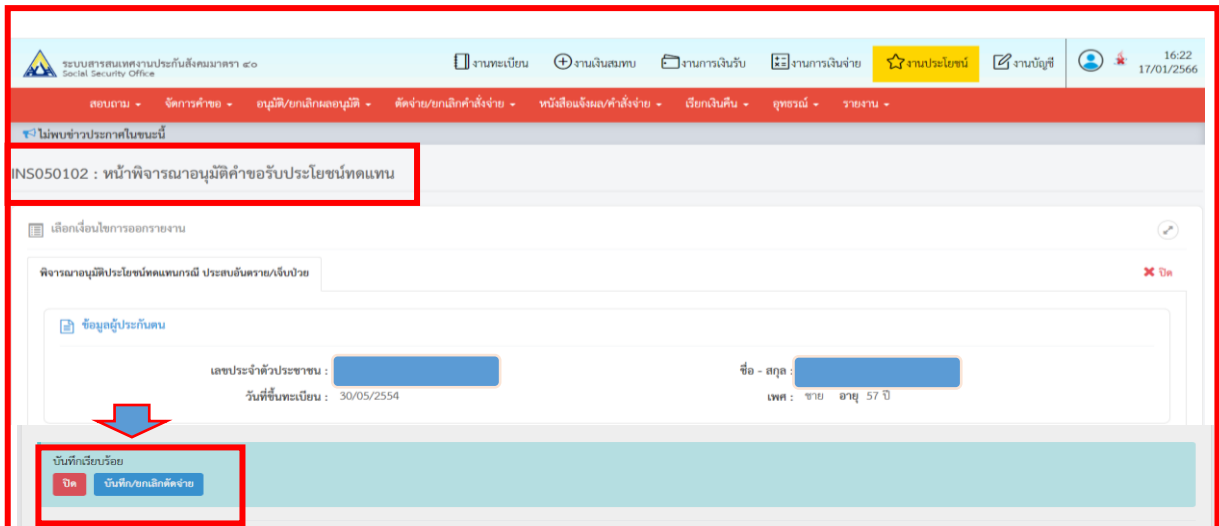 ระบบสารสนเทศงานประกันสังคมมาตรา ๔๐
Social Security Office
งานทะเบียน งานเงินสมทบ งานการเงินรับ งานการเงินจ่าย งานประโยชน์ งานบัญชี
16:22
17/01/2566
สอบถาม จัดการคำขอ อนุมัติ/ยกเลิกผลอนุมัติ ตัดจ่าย/ยกเลิกคำสั่งจ่าย หนังสือแจ้งผล/คำสั่งจ่าย เรียกเงินคืน อุทธรณ์ รายงาน
ไม่พบข่าวประกาศในขณะนี้
INS050102 : หน้าพิจารณาอนุมัติคำขอรับประโยชน์ทดแทน
เลือกเงื่อนไขการออกรายงาน
พิจารณาอนุมัติประโยชน์ทดแทนกรณี ประสบอันตราย/เจ็บป่วย
ปิด
ข้อมูลผู้ประกันตน
เลขประจำตัวประชาชน :
ชื่อ - สกุล :
วันที่ขึ้นทะเบียน : 30/05/2554
เพศ : ชาย อายุ 57 ปี
บันทึกเรียบร้อย
ปิด บันทึก/ยกเลิกตัดจ่าย